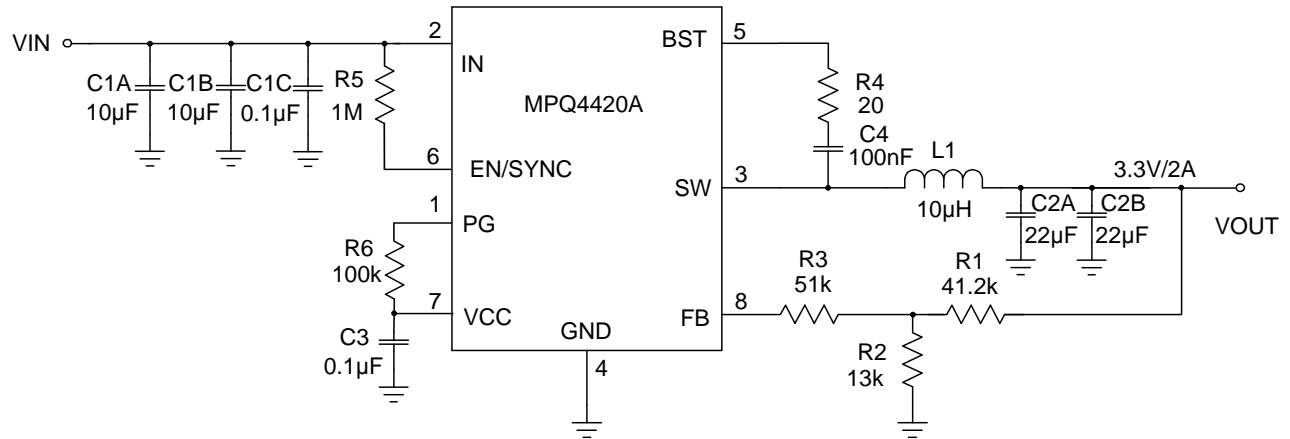 VIN
C1A
10µF
C1B
10µF
C1C
0.1µF
R5
1M
2
IN
6
EN/SYNC
1
PG
R6
100k
7
VCC
C3
0.1µF
MPQ4420A
GND
4
BST
5
R4
20
C4
100nF
SW
3
L1
10µH
3.3V/2A
C2A
22µF
C2B
22µF
VOUT
FB
8
R3
51k
R1
41.2k
R2
13k